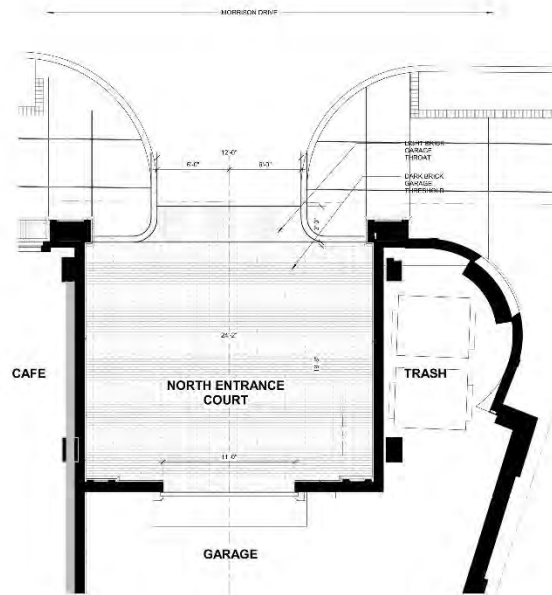 MORRISON DRIVE
12'-0"
6'-0"
6'-0"
LIGHT BRICK
GARAGE
THROAT
DARK BRICK
GARAGE
THRESHOLD
24'-2"
CAFE
NORTH ENTRANCE
COURT
TRASH
11'-0"
GARAGE